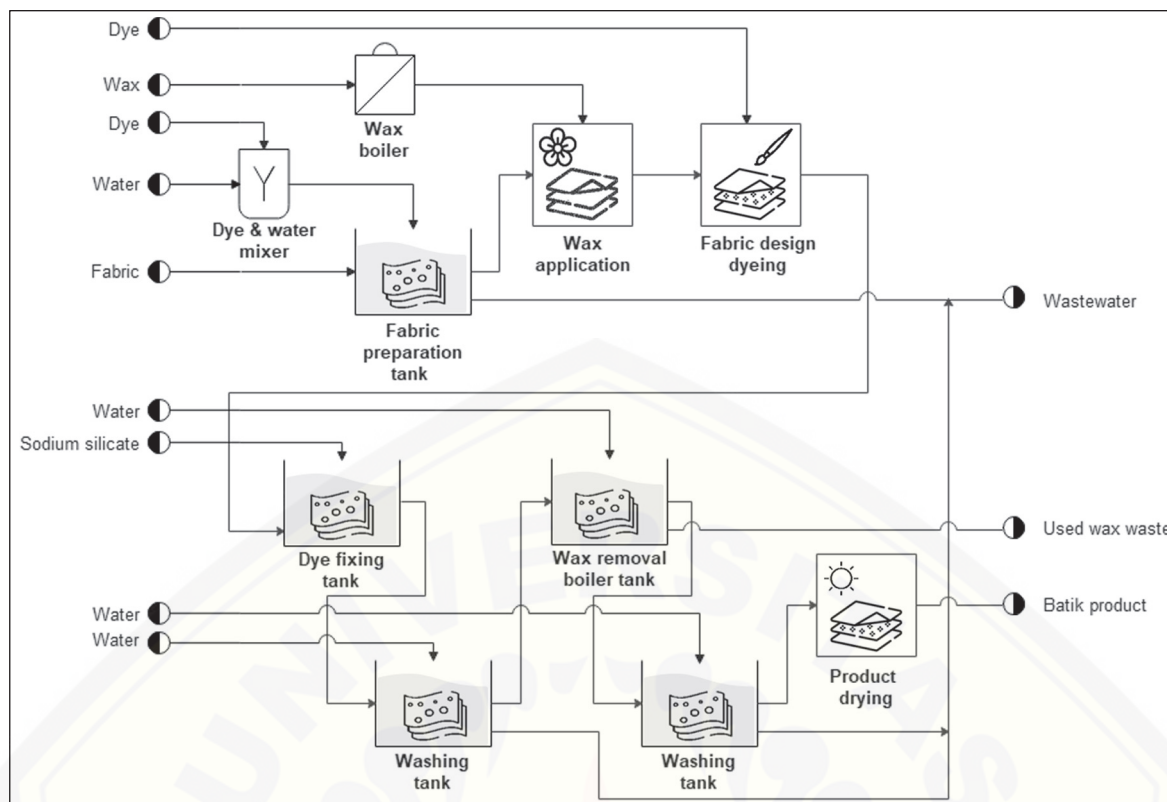 Dye
Wax
Wax
boiler
Dye
Water
Dye & water
mixer
Wax
application
Fabric design
dyeing
Fabric
Fabric
preparation
tank
Wastewater
Water
Sodium silicate
Dye fixing
tank
Wax removal
boiler tank
Used wax waste
Water
Water
Batik product
Product
drying
Washing
tank
Washing
tank
UNIVERSITAS